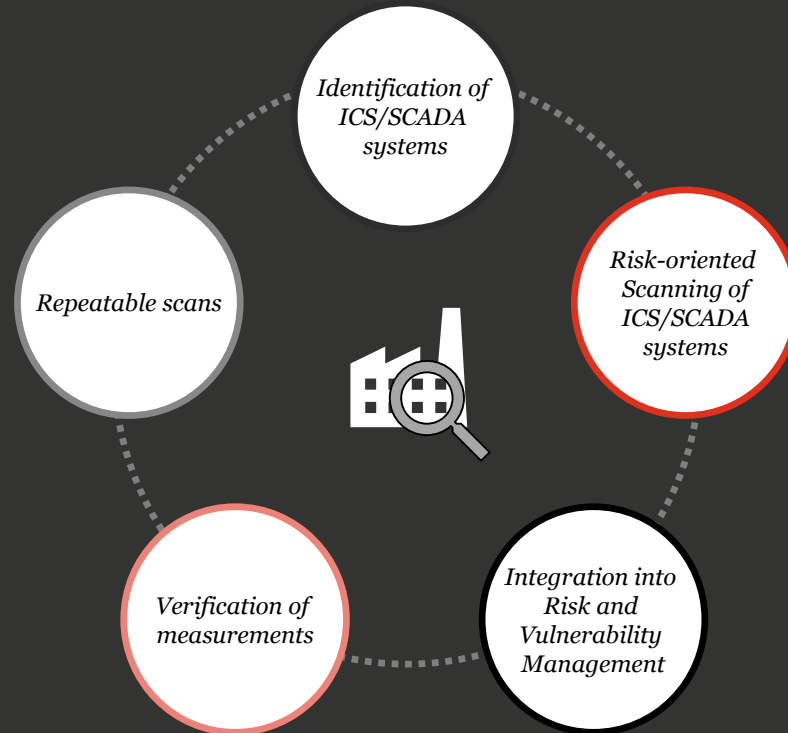 Identification of
ICS/SCADA
systems
Risk-oriented
Scanning of
ICS/SCADA
systems
Integration into
Risk and
Vulnerability
Management
Verification of
measurements
Repeatable scans